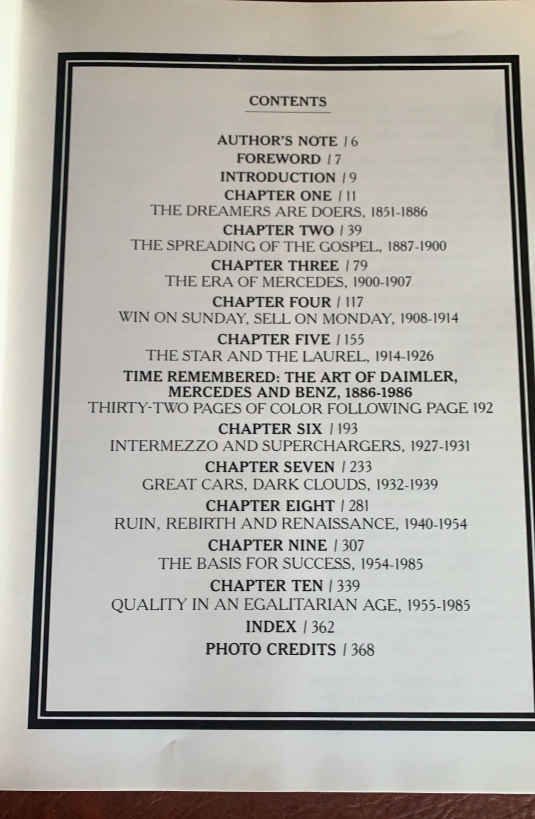 CONTENTS
AUTHOR'S NOTE / 6
FOREWORD / 7
INTRODUCTION / 9
CHAPTER ONE / 11
THE DREAMERS ARE DOERS, 1851-1886
CHAPTER TWO / 39
THE SPREADING OF THE GOSPEL, 1887-1900
CHAPTER THREE / 79
THE ERA OF MERCEDES, 1900-1907
CHAPTER FOUR / 117
WIN ON SUNDAY, SELL ON MONDAY, 1908-1914
CHAPTER FIVE / 155
THE STAR AND THE LAUREL, 1914-1926
TIME REMEMBERED: THE ART OF DAIMLER,
MERCEDES AND BENZ, 1886-1986
THIRTY-TWO PAGES OF COLOR FOLLOWING PAGE 192
CHAPTER SIX / 193
INTERMEZZO AND SUPERCHARGERS, 1927-1931
CHAPTER SEVEN / 233
GREAT CARS, DARK CLOUDS, 1932-1939
CHAPTER EIGHT / 281
RUIN, REBIRTH AND RENAISSANCE, 1940-1954
CHAPTER NINE / 307
THE BASIS FOR SUCCESS, 1954-1985
CHAPTER TEN / 339
QUALITY IN AN EGALITARIAN AGE, 1955-1985
INDEX / 362
PHOTO CREDITS / 368